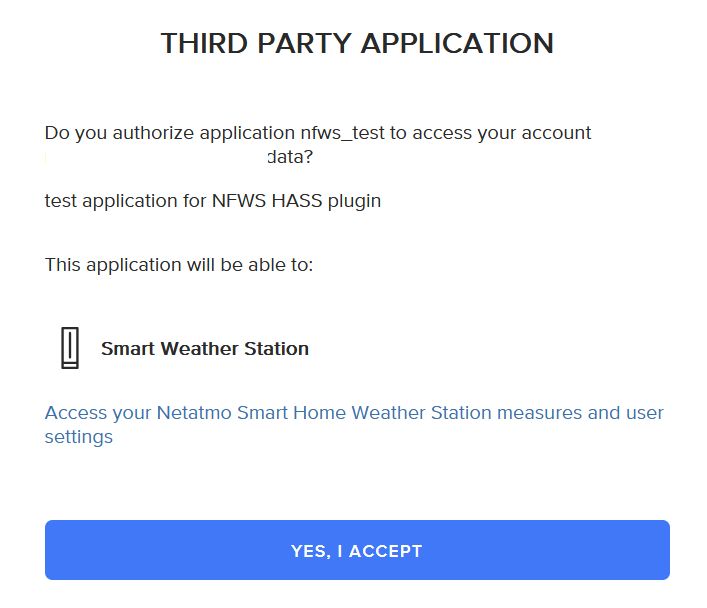 THIRD PARTY APPLICATION
Do you authorize application nfws_test to access your account
data?
test application for NFWS HASS plugin
This application will be able to:
Smart Weather Station
Access your Netatmo Smart Home Weather Station measures and user
settings
YES, I ACCEPT